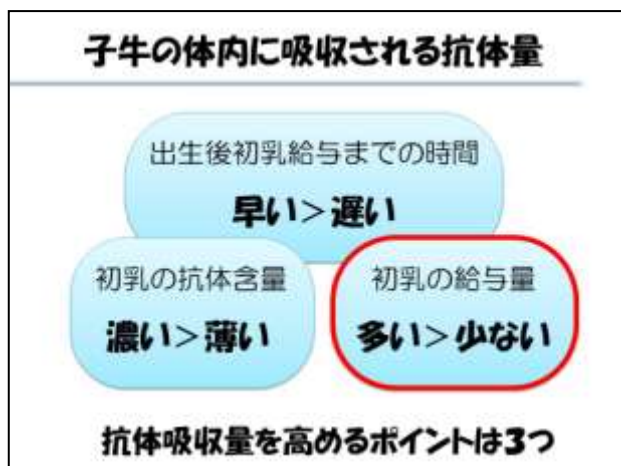 子牛の体内に吸収される抗体量
出生後初乳給与までの時間
早い＞遅い
初乳の抗体含量
濃い＞薄い
初乳の給与量
多い＞少ない
抗体吸収量を高めるポイントは3つ